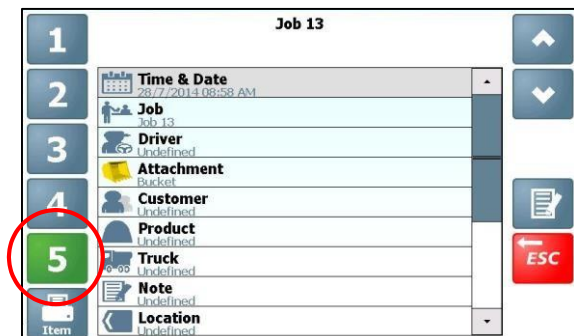 Job 13
1
2
3
4
5
Item
Time & Date
28/7/2014 08:58 AM
Job
Job 13
Driver
Undefined
Attachment
Bucket
Customer
Undefined
Product
Undefined
Truck
Undefined
Note
Undefined
Location
Undefined
ESC